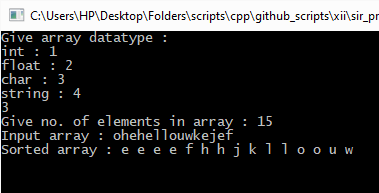 C:\Users\HP\Desktop\Folders\scripts\cpp\github_scripts\xii\sir_pr
Give array datatype :
int : 1
float : 2
char : 3
string : 4
3
Give no. of elements in array : 15
Input array : ohehellouwkejef
Sorted array : e e e e f h h j k l l o o u w